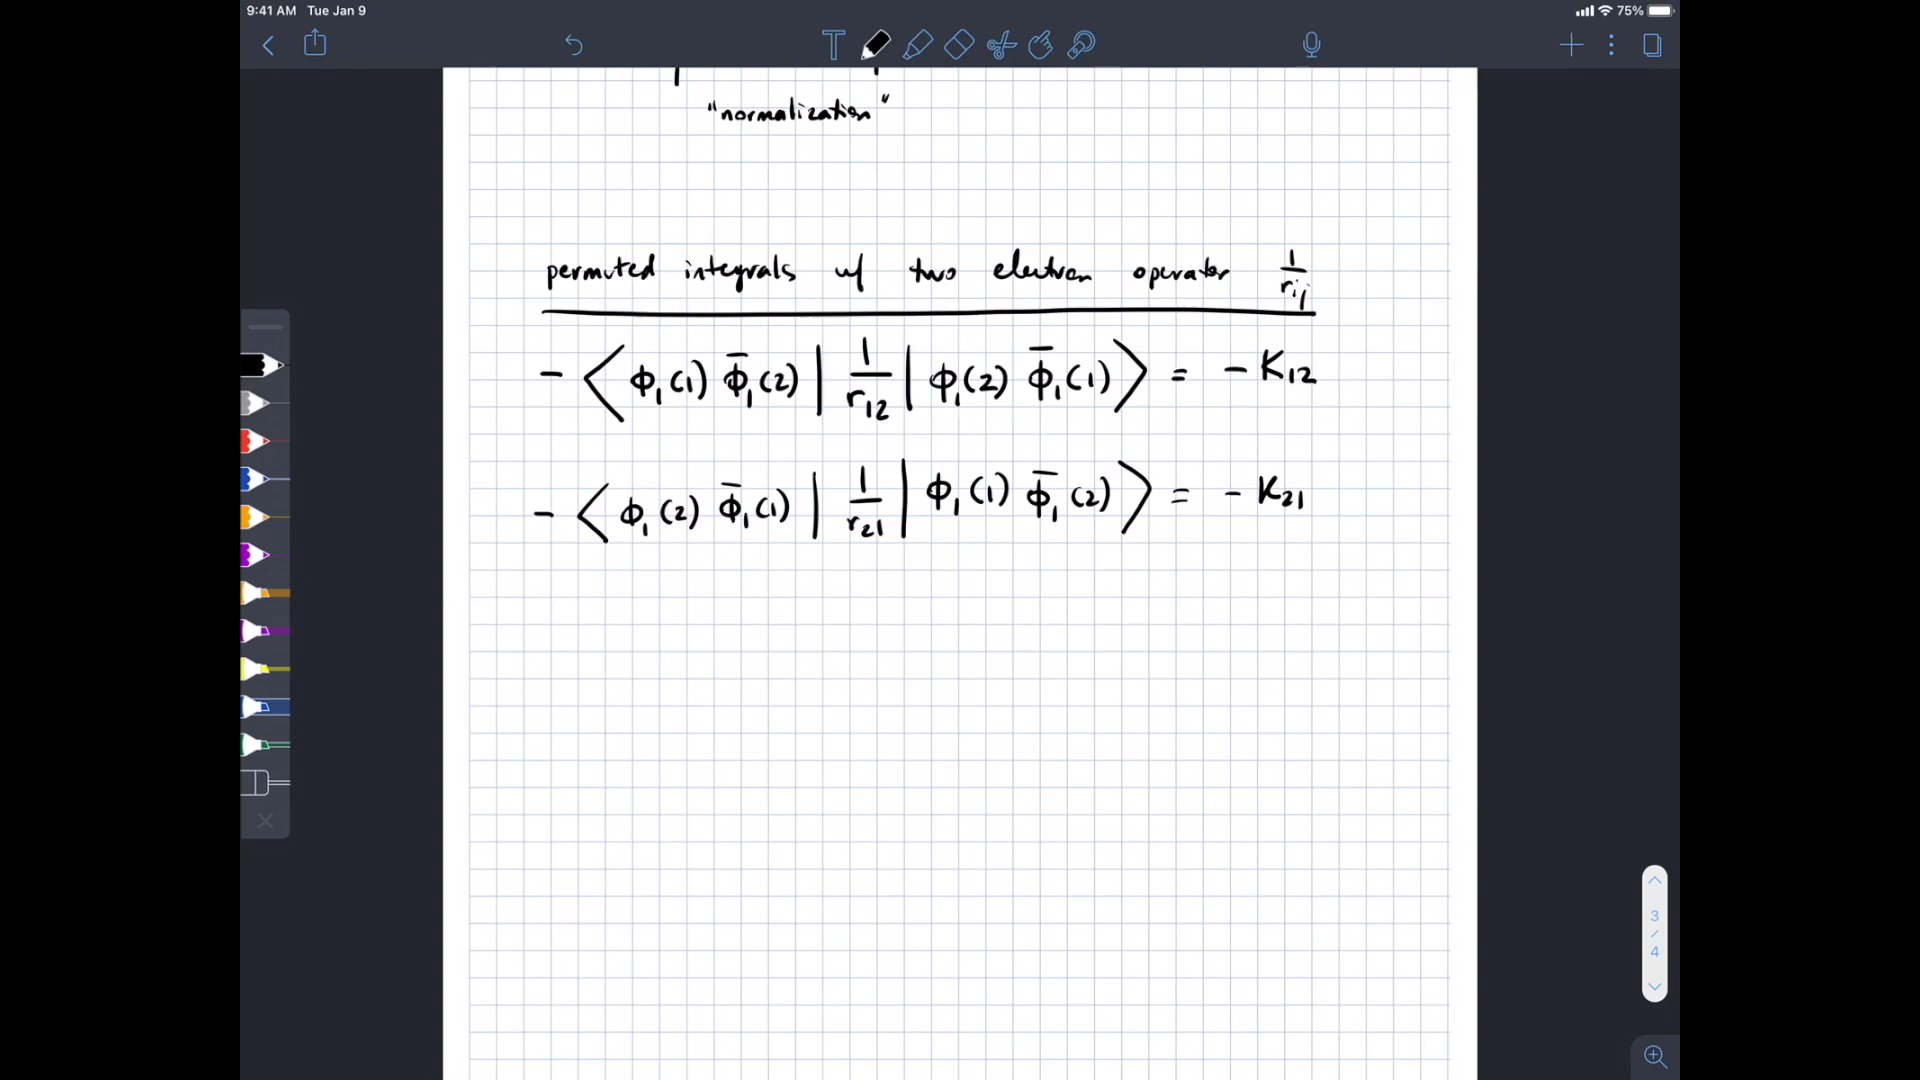 9:41 AM Tue Jan 9
75%
"normalization"
permuted integrals w/ two electron operator 1/rij
- ⟨ ϕ₁(1) ϕ̄₁(2) | 1/r₁₂ | ϕ₁(2) ϕ̄₁(1) ⟩ = - K₁₂
- ⟨ ϕ₁(2) ϕ̄₁(1) | 1/r₂₁ | ϕ₁(1) ϕ̄₁(2) ⟩ = - K₂₁
3
/
4